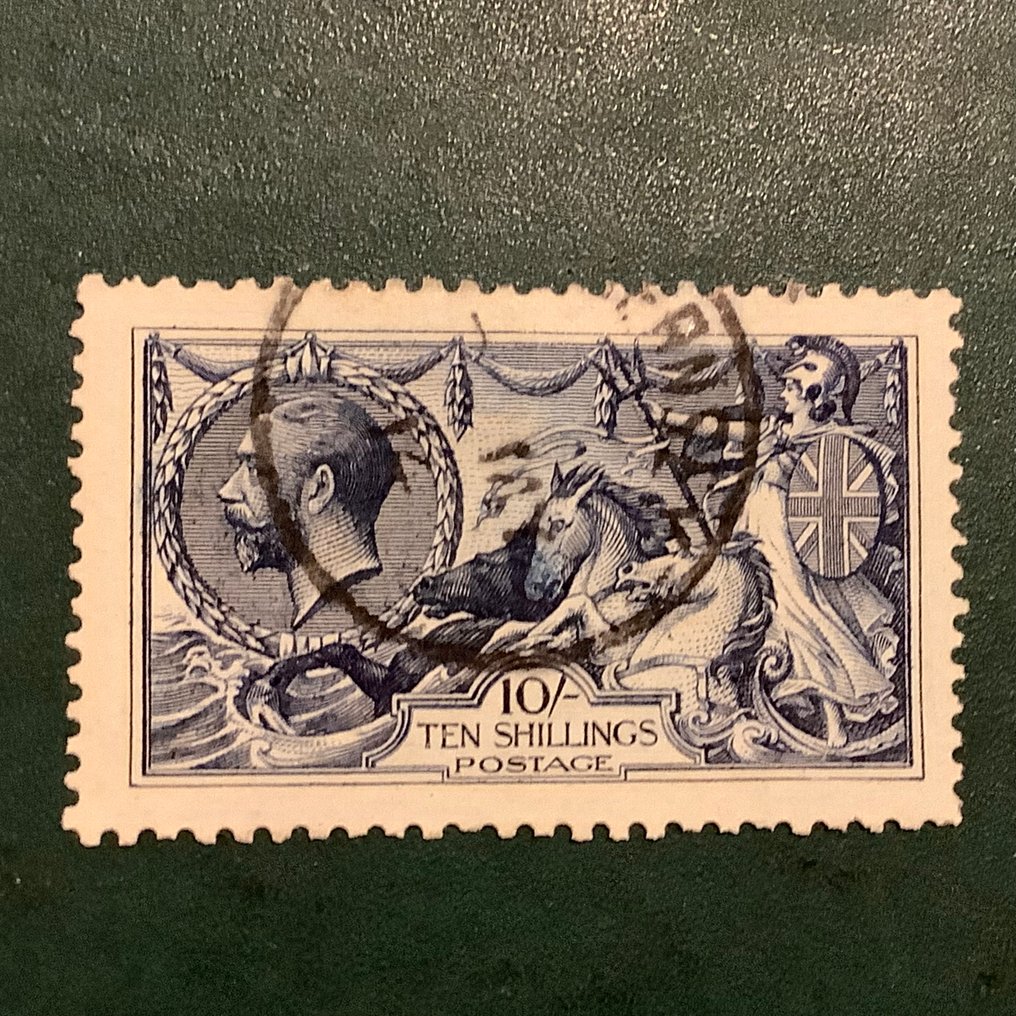 10/-
TEN SHILLINGS
POSTAGE